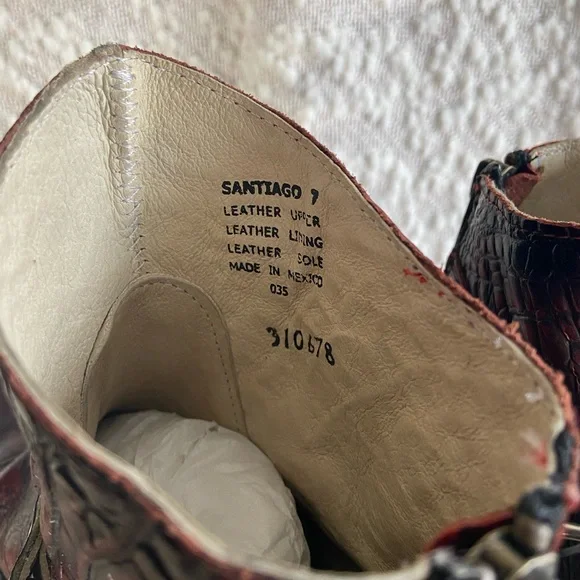 SANTIAGO 7
LEATHER UPPER
LEATHER LINING
LEATHER SOLE
MADE IN MEXICO
035
310678